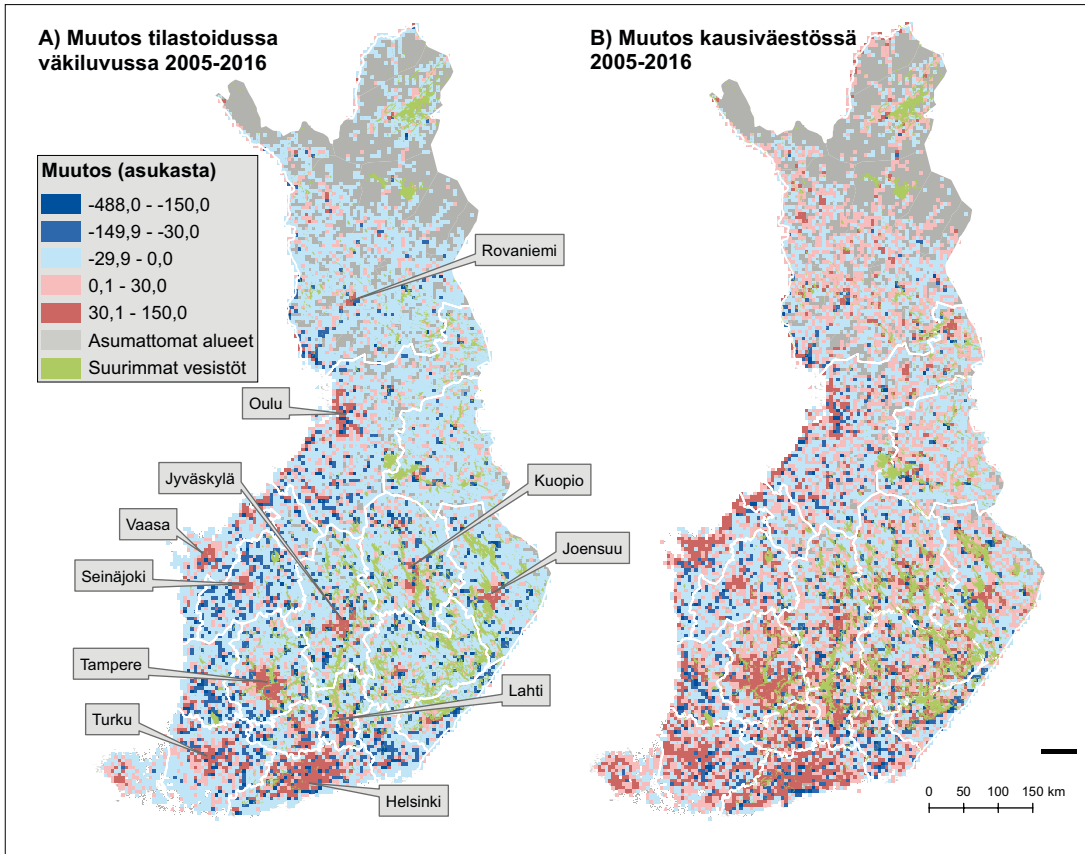 A) Muutos tilastoidussa
väkiluvussa 2005-2016
B) Muutos kausiväestössä
2005-2016
Muutos (asukasta)
-488,0 - -150,0
-149,9 - -30,0
-29,9 - 0,0
0,1 - 30,0
30,1 - 150,0
Asumattomat alueet
Suurimmat vesistöt
Rovaniemi
Oulu
Jyväskylä
Kuopio
Vaasa
Joensuu
Seinäjoki
Tampere
Lahti
Turku
Helsinki
0 50 100 150 km